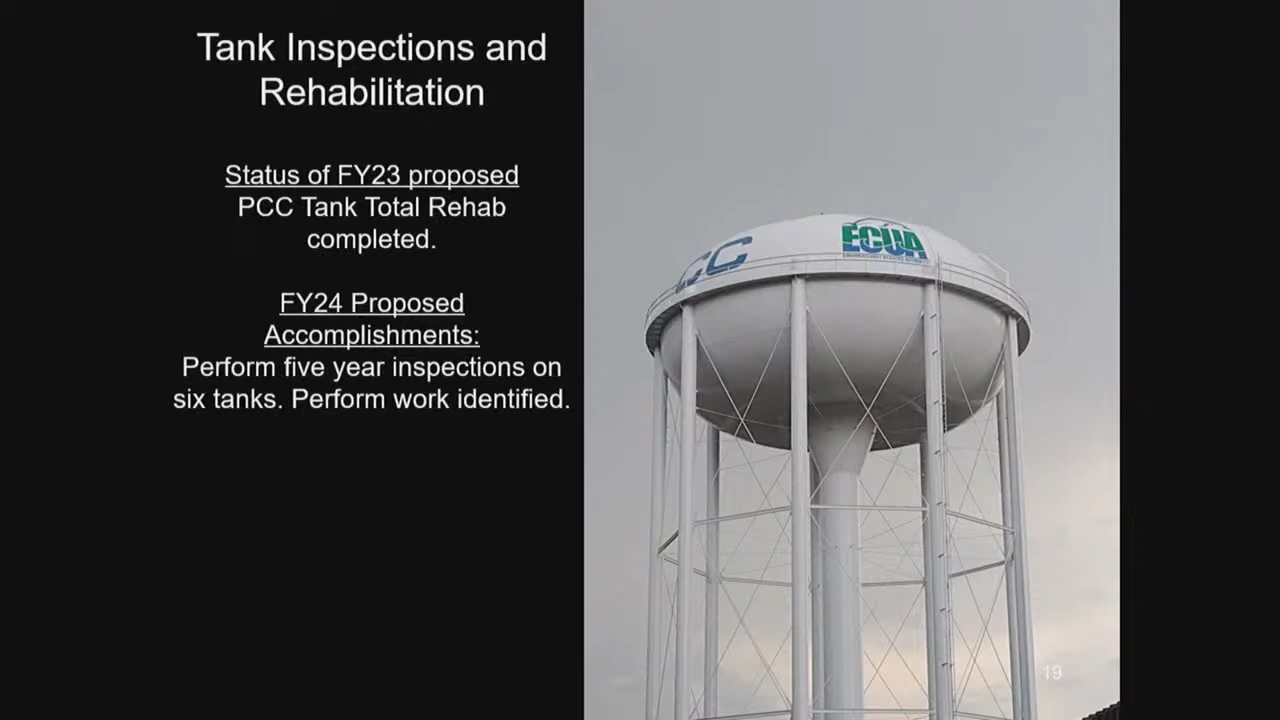 Tank Inspections and
Rehabilitation
Status of FY23 proposed
PCC Tank Total Rehab
completed.
FY24 Proposed
Accomplishments:
Perform five year inspections on
six tanks. Perform work identified.
CC
ECUA
19